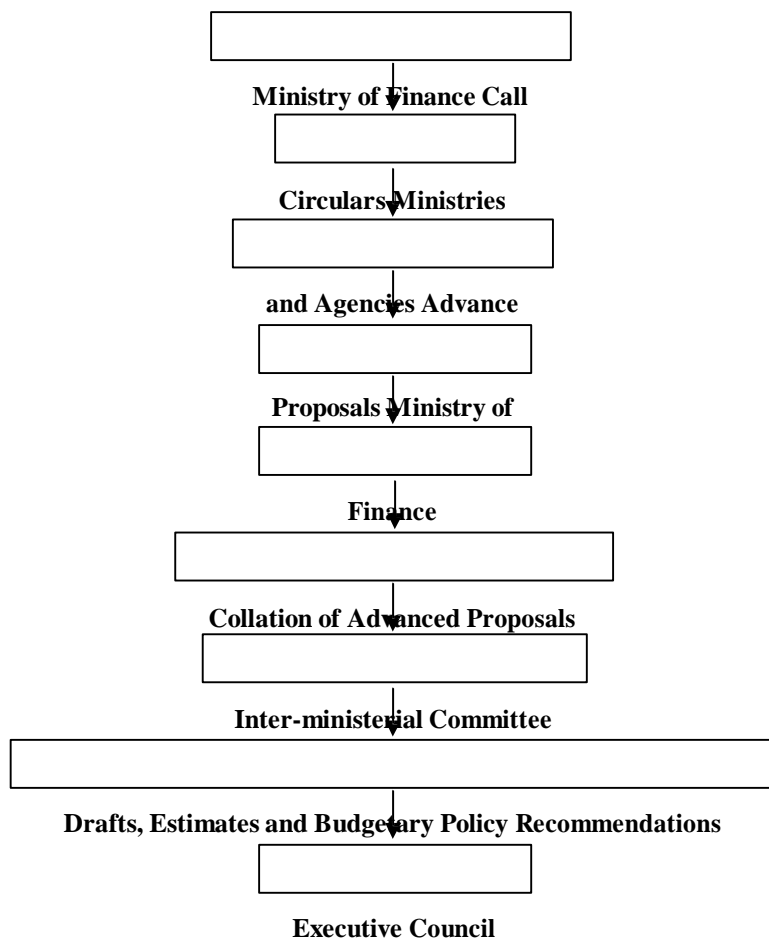 Ministry of Finance Call
Circulars Ministries
and Agencies Advance
Proposals Ministry of
Finance
Collation of Advanced Proposals
Inter-ministerial Committee
Drafts, Estimates and Budgetary Policy Recommendations
Executive Council